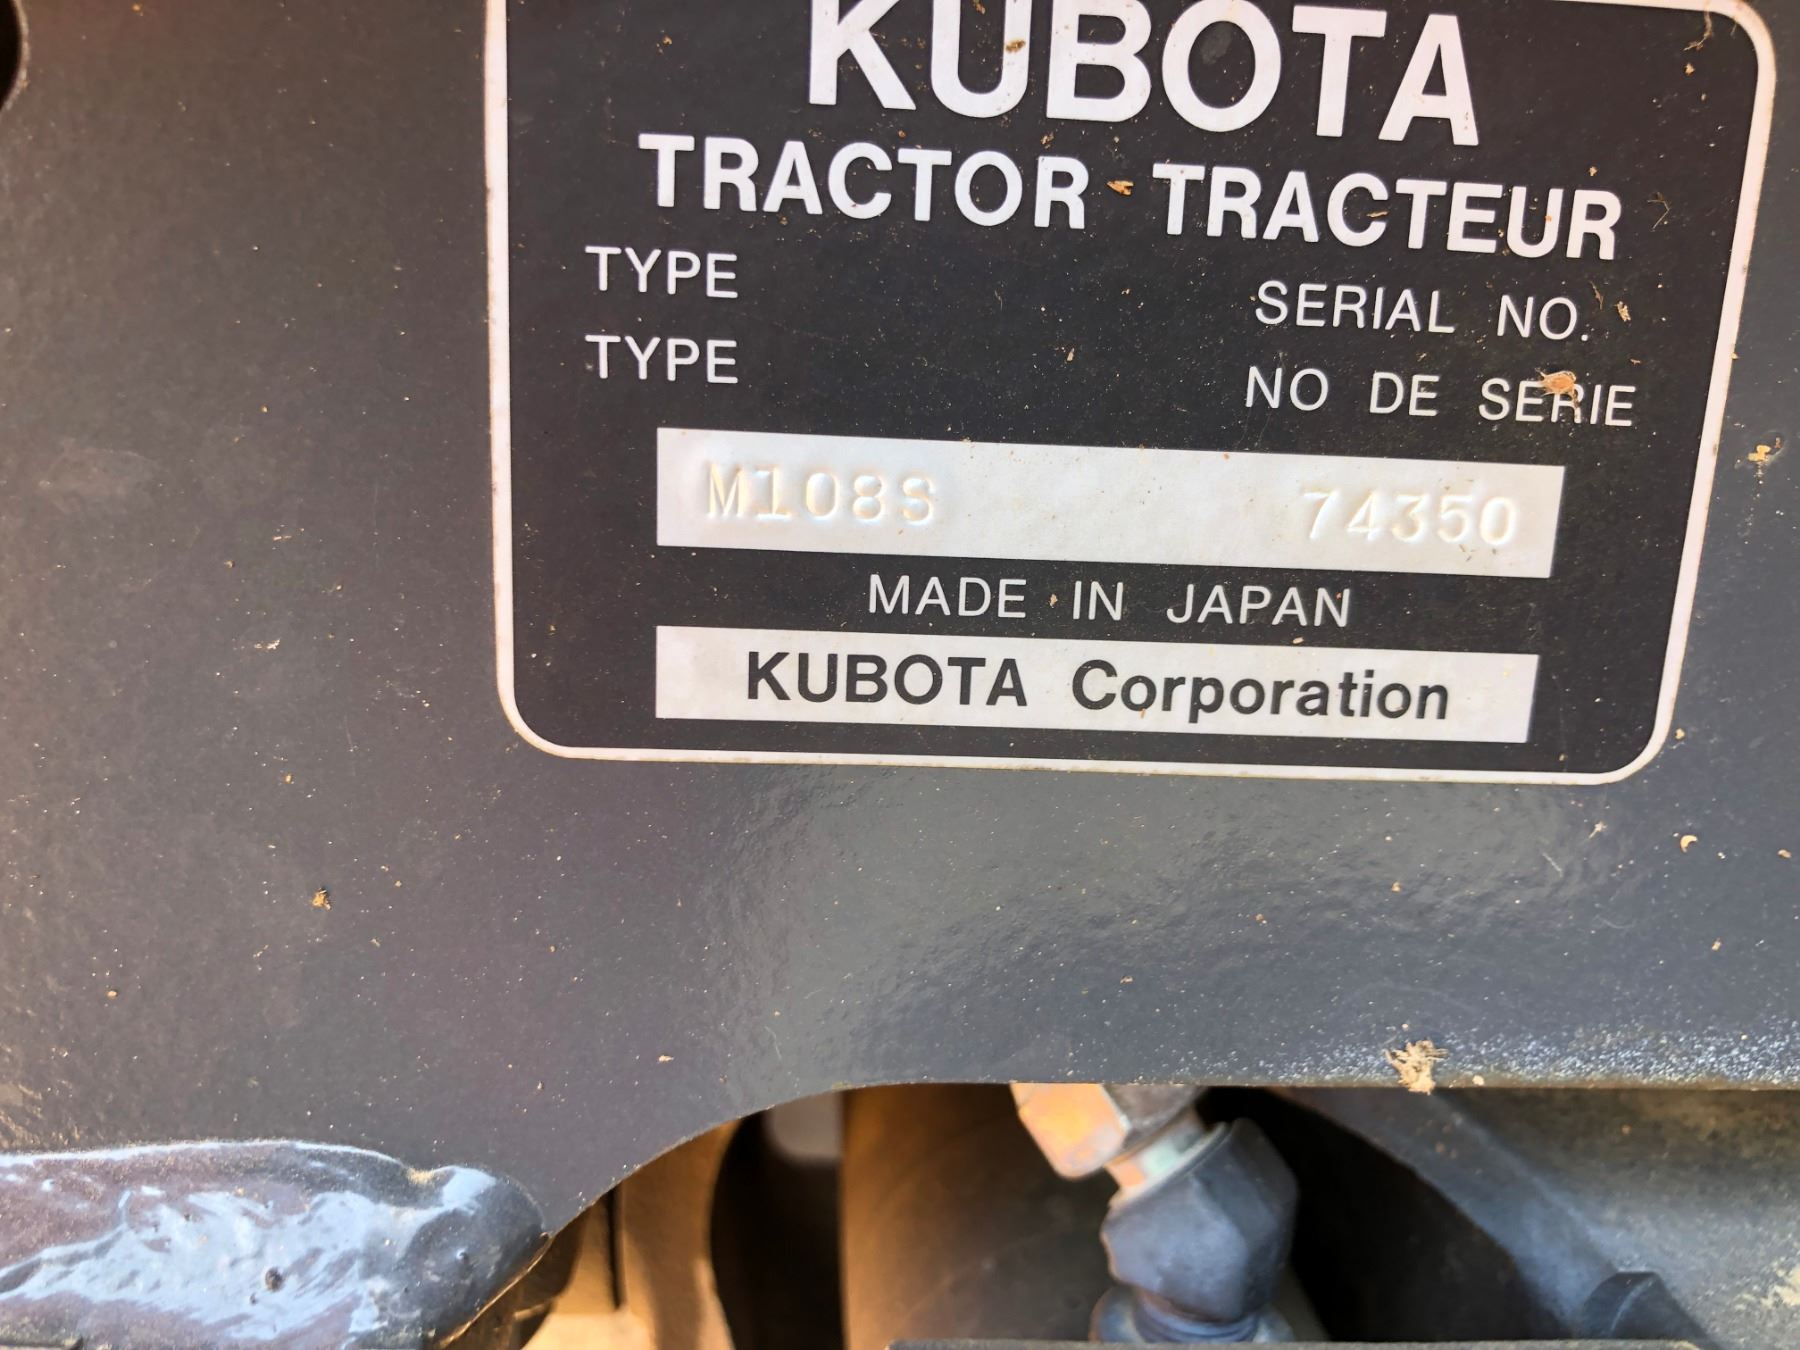 KUBOTA
TRACTOR TRACTEUR
TYPE SERIAL NO.
TYPE NO DE SERIE
M108S 74350
MADE IN JAPAN
KUBOTA Corporation